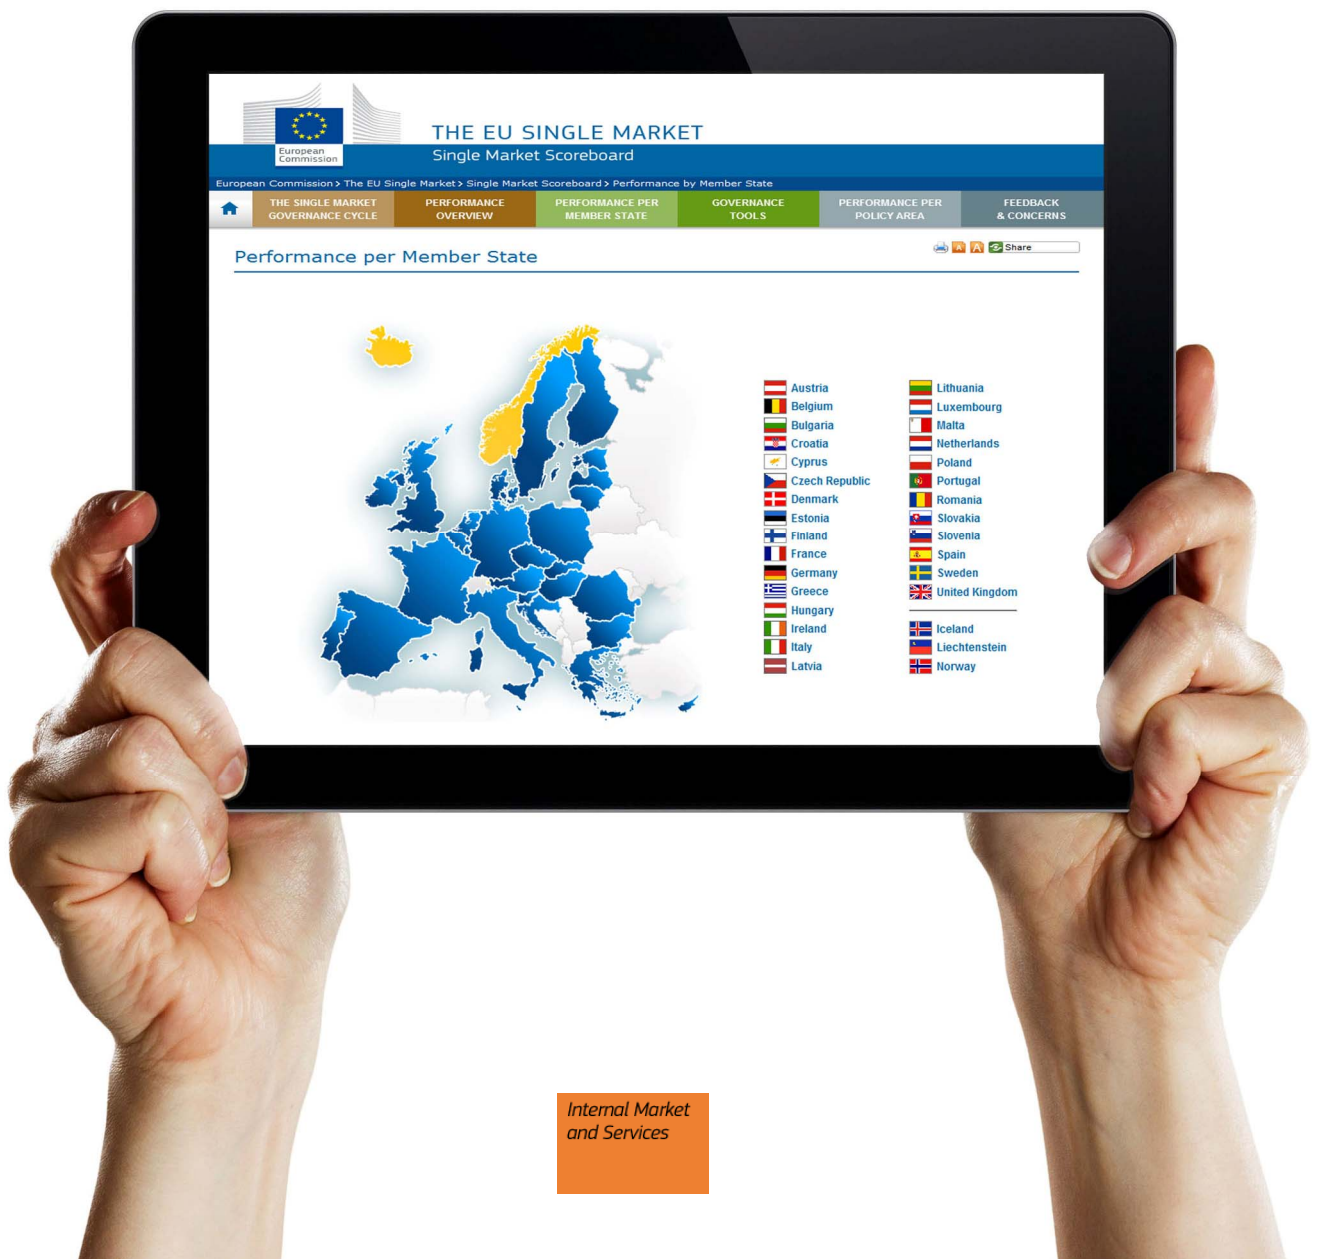 European
Commission
THE EU SINGLE MARKET
Single Market Scoreboard
European Commission > The EU Single Market > Single Market Scoreboard > Performance by Member State
THE SINGLE MARKET
GOVERNANCE CYCLE
PERFORMANCE
OVERVIEW
PERFORMANCE PER
MEMBER STATE
GOVERNANCE
TOOLS
PERFORMANCE PER
POLICY AREA
FEEDBACK
& CONCERNS
Performance per Member State
A
A
Share
Austria
Belgium
Bulgaria
Croatia
Cyprus
Czech Republic
Denmark
Estonia
Finland
France
Germany
Greece
Hungary
Ireland
Italy
Latvia
Lithuania
Luxembourg
Malta
Netherlands
Poland
Portugal
Romania
Slovakia
Slovenia
Spain
Sweden
United Kingdom
Iceland
Liechtenstein
Norway
Internal Market
and Services